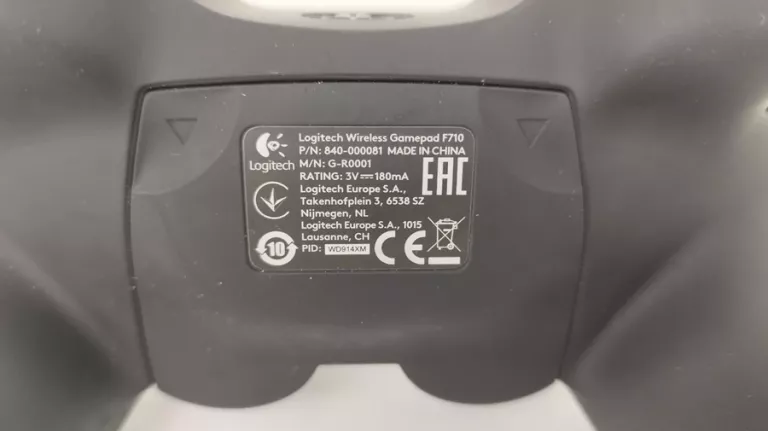 Logitech Wireless Gamepad F710
P/N: 840-000081 MADE IN CHINA
M/N: G-R0001
RATING: 3V⎓180mA
Logitech
EAC
Logitech Europe S.A.,
Takenhofplein 3, 6538 SZ
Nijmegen, NL
Logitech Europe S.A., 1015
Lausanne, CH
PID: WD914XM
10
CE